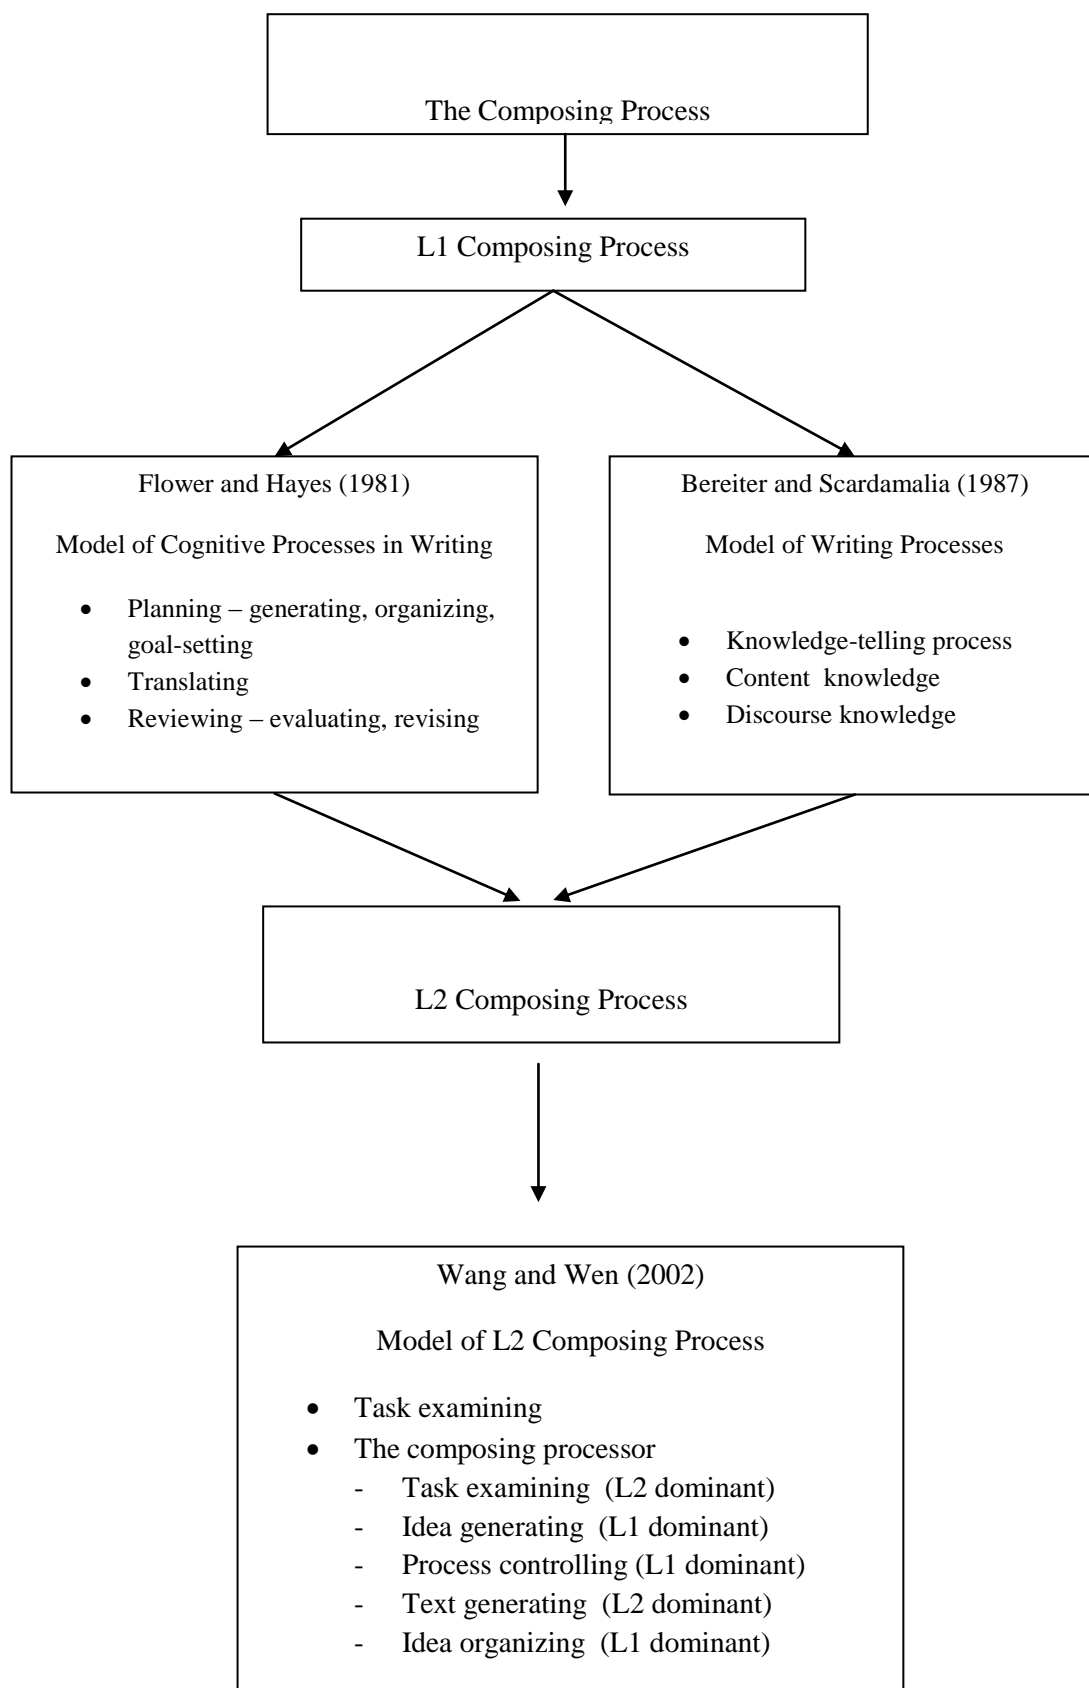 The Composing Process
L1 Composing Process
Flower and Hayes (1981)
Model of Cognitive Processes in Writing
• Planning – generating, organizing,
goal-setting
• Translating
• Reviewing – evaluating, revising
Bereiter and Scardamalia (1987)
Model of Writing Processes
• Knowledge-telling process
• Content knowledge
• Discourse knowledge
L2 Composing Process
Wang and Wen (2002)
Model of L2 Composing Process
• Task examining
• The composing processor
- Task examining (L2 dominant)
- Idea generating (L1 dominant)
- Process controlling (L1 dominant)
- Text generating (L2 dominant)
- Idea organizing (L1 dominant)